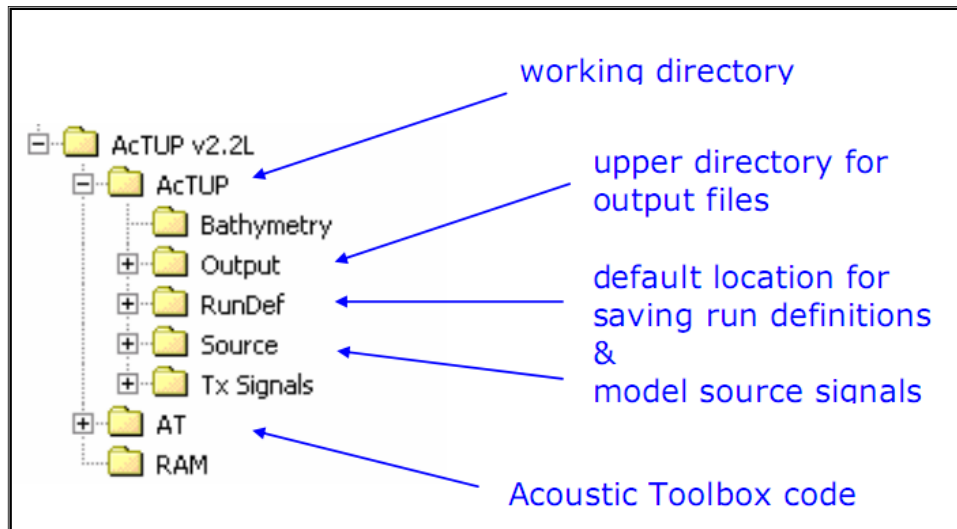 working directory
AcTUP v2.2L
AcTUP
Bathymetry
Output
RunDef
Source
Tx Signals
AT
RAM
upper directory for
output files
default location for
saving run definitions
&
model source signals
Acoustic Toolbox code